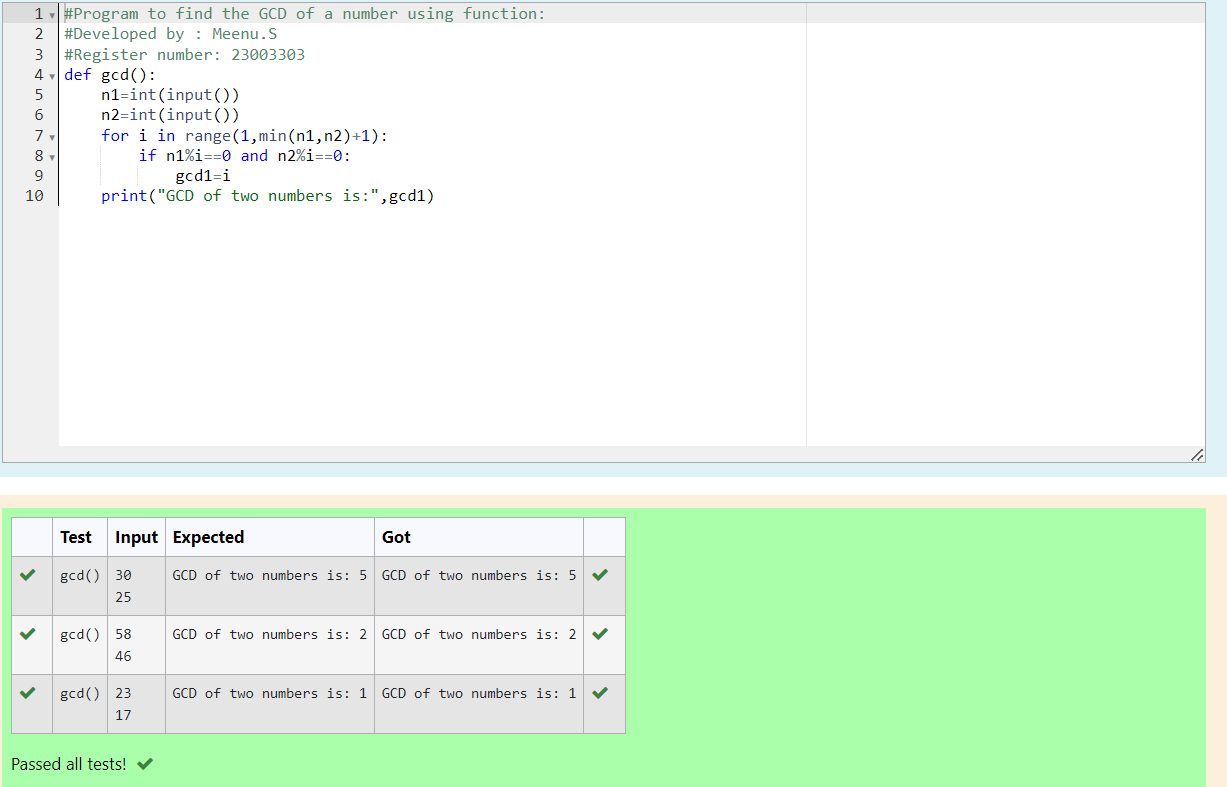 1 #Program to find the GCD of a number using function:
2 #Developed by : Meenu.S
3 #Register number: 23003303
4 def gcd():
5     n1=int(input())
6     n2=int(input())
7     for i in range(1,min(n1,n2)+1):
8         if n1%i==0 and n2%i==0:
9             gcd1=i
10     print("GCD of two numbers is:",gcd1)
Test Input Expected Got
gcd() 30 GCD of two numbers is: 5 GCD of two numbers is: 5
25
gcd() 58 GCD of two numbers is: 2 GCD of two numbers is: 2
46
gcd() 23 GCD of two numbers is: 1 GCD of two numbers is: 1
17
Passed all tests!